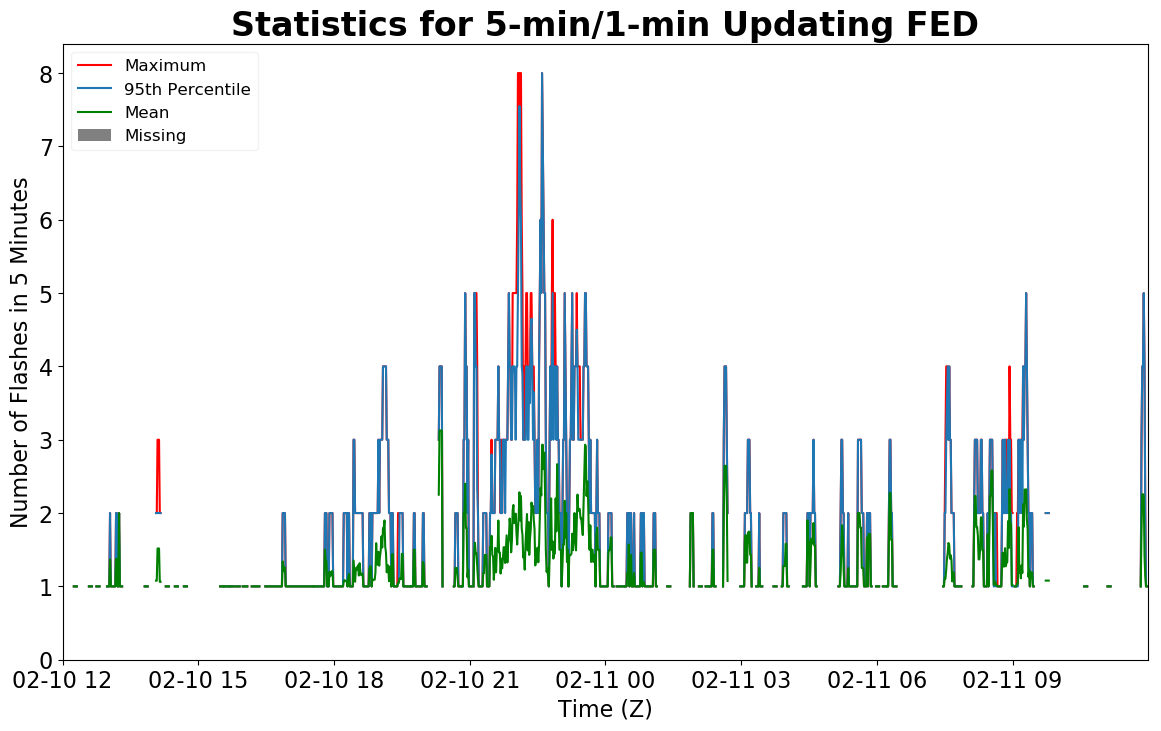 Statistics for 5-min/1-min Updating FED
Maximum
95th Percentile
Mean
Missing
Number of Flashes in 5 Minutes
8
7
6
5
4
3
2
1
0
02-10 12
02-10 15
02-10 18
02-10 21
02-11 00
02-11 03
02-11 06
02-11 09
Time (Z)